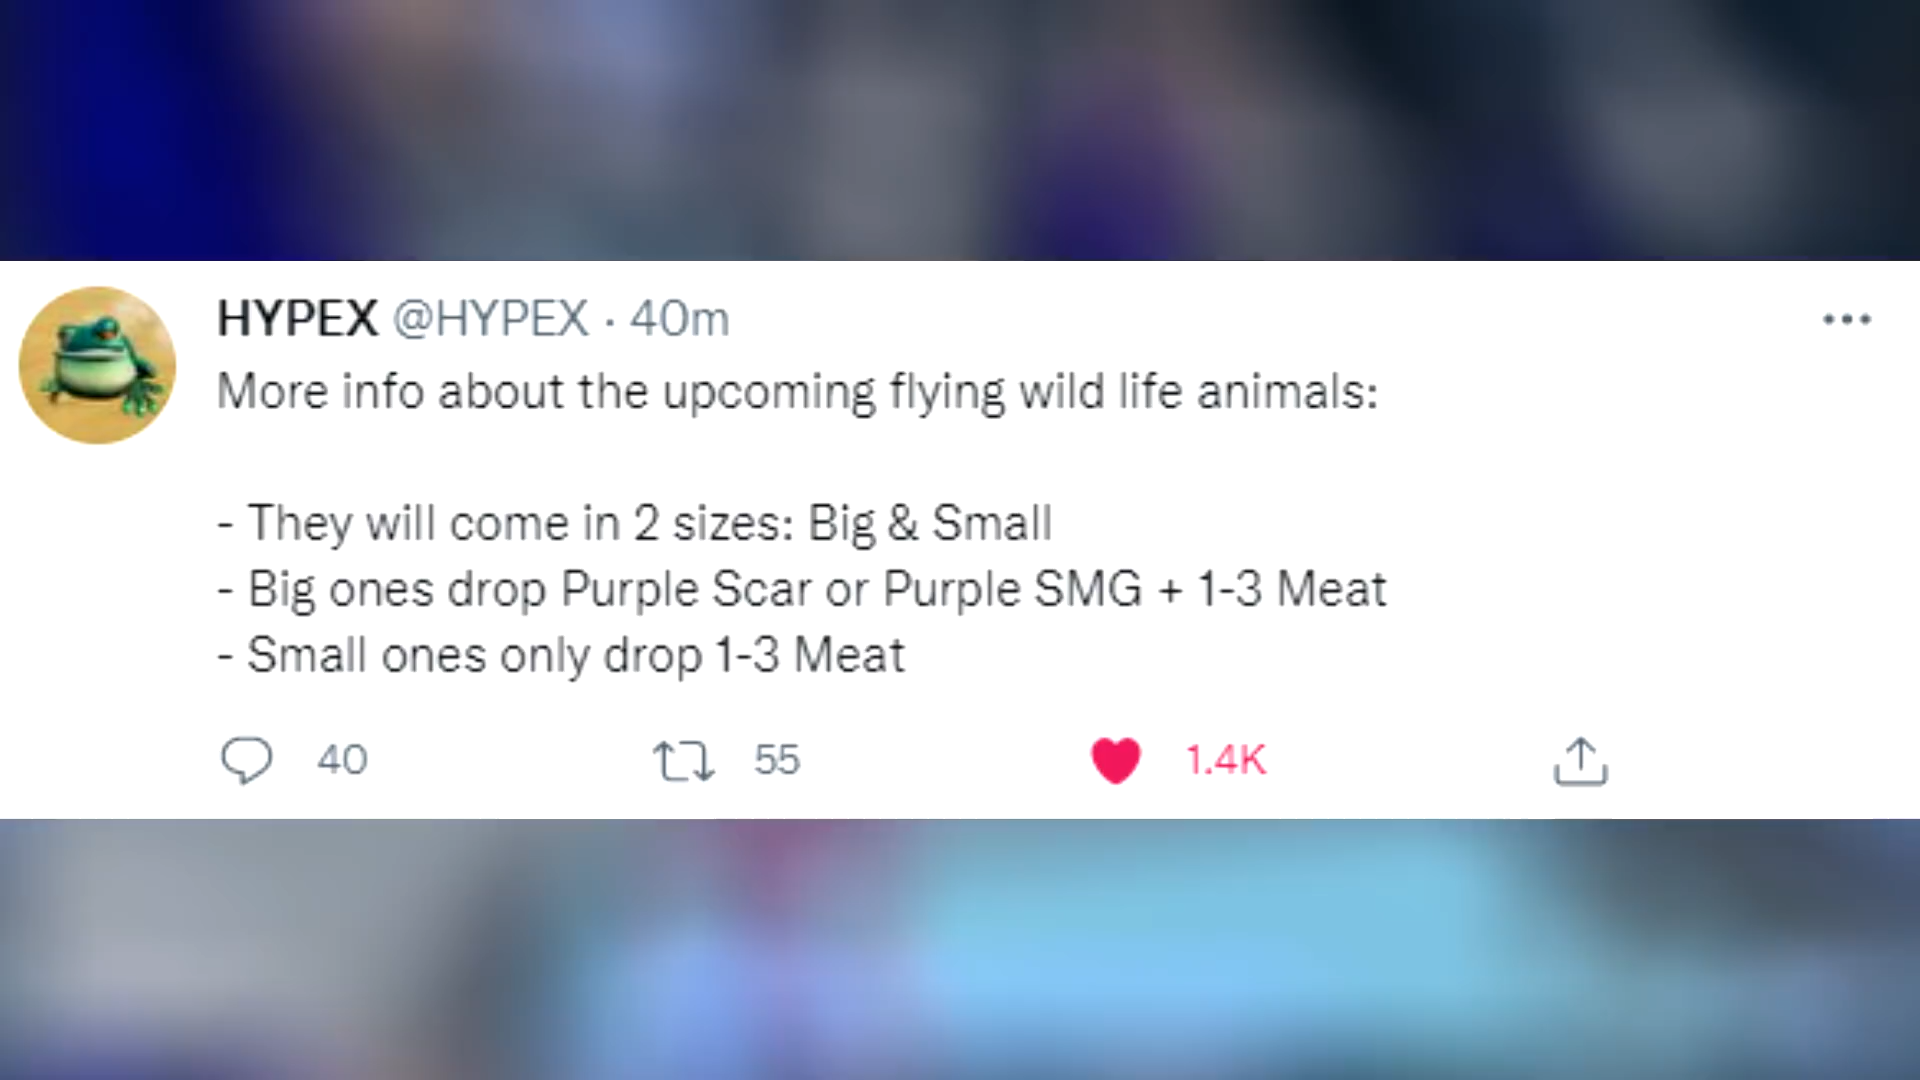 HYPEX @HYPEX · 40m
More info about the upcoming flying wild life animals:
- They will come in 2 sizes: Big & Small
- Big ones drop Purple Scar or Purple SMG + 1-3 Meat
- Small ones only drop 1-3 Meat
40 55 1.4K